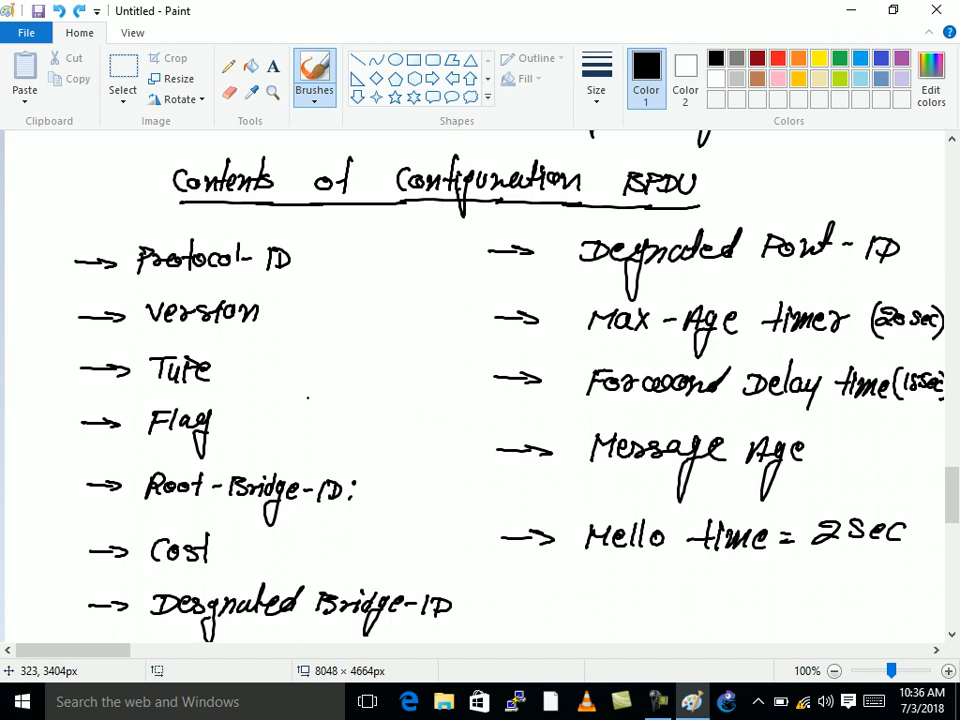 Untitled - Paint
File Home View
Paste
Cut
Copy
Clipboard
Select
Crop
Resize
Rotate
Image
Tools
Brushes
Shapes
Outline
Fill
Size
Color 1
Color 2
Edit colors
Colors
Contents of Configuration BPDU
→ Protocol-ID
→ Version
→ Type
→ Flag
→ Root-Bridge-ID:
→ Cost
→ Desgnated Bridge-ID
→ Degnated Port-ID
→ Max-Age timer (20 sec)
→ Forword Delay time (15 Sec)
→ Message Age
→ Hello time = 2 Sec
323, 3404px
8048 × 4664px
100%
Search the web and Windows
10:36 AM
7/3/2018